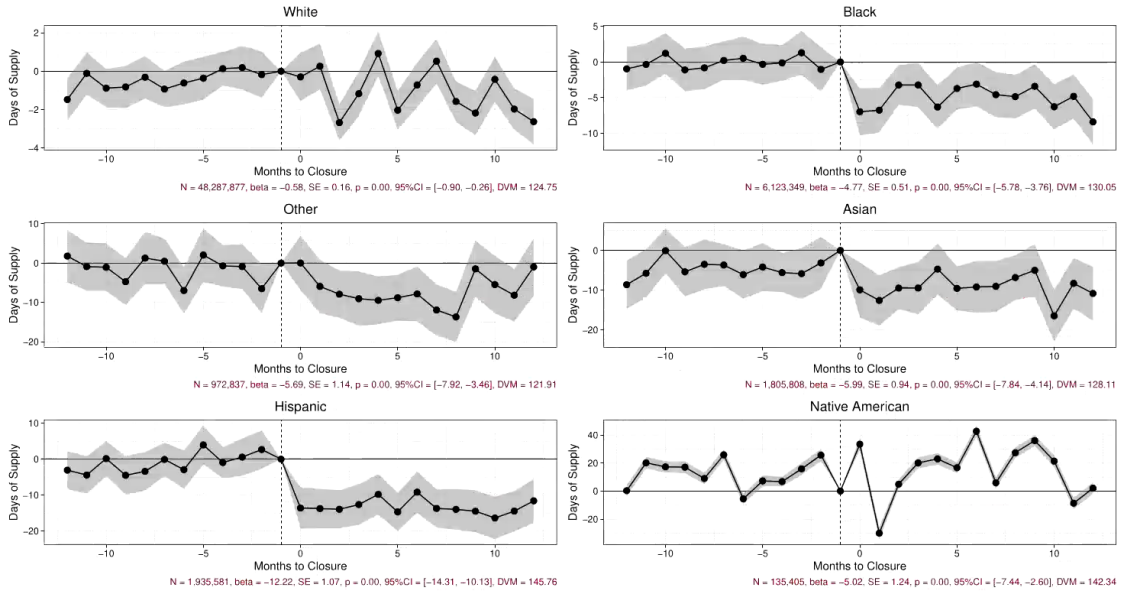 White
Days of Supply
2
0
−2
−4
−10
−5
0
5
10
Months to Closure
N = 48,287,877, beta = −0.58, SE = 0.16, p = 0.00, 95%CI = [−0.90, −0.26], DVM = 124.75
Black
Days of Supply
5
0
−5
−10
−10
−5
0
5
10
Months to Closure
N = 6,123,349, beta = −4.77, SE = 0.51, p = 0.00, 95%CI = [−5.78, −3.76], DVM = 130.05
Other
Days of Supply
10
0
−10
−20
−10
−5
0
5
10
Months to Closure
N = 972,837, beta = −5.69, SE = 1.14, p = 0.00, 95%CI = [−7.92, −3.46], DVM = 121.91
Asian
Days of Supply
0
−10
−20
−10
−5
0
5
10
Months to Closure
N = 1,805,808, beta = −5.99, SE = 0.94, p = 0.00, 95%CI = [−7.84, −4.14], DVM = 128.11
Hispanic
Days of Supply
10
0
−10
−20
−10
−5
0
5
10
Months to Closure
N = 1,935,581, beta = −12.22, SE = 1.07, p = 0.00, 95%CI = [−14.31, −10.13], DVM = 145.76
Native American
Days of Supply
40
20
0
−20
−10
−5
0
5
10
Months to Closure
N = 135,405, beta = −5.02, SE = 1.24, p = 0.00, 95%CI = [−7.44, −2.60], DVM = 142.34